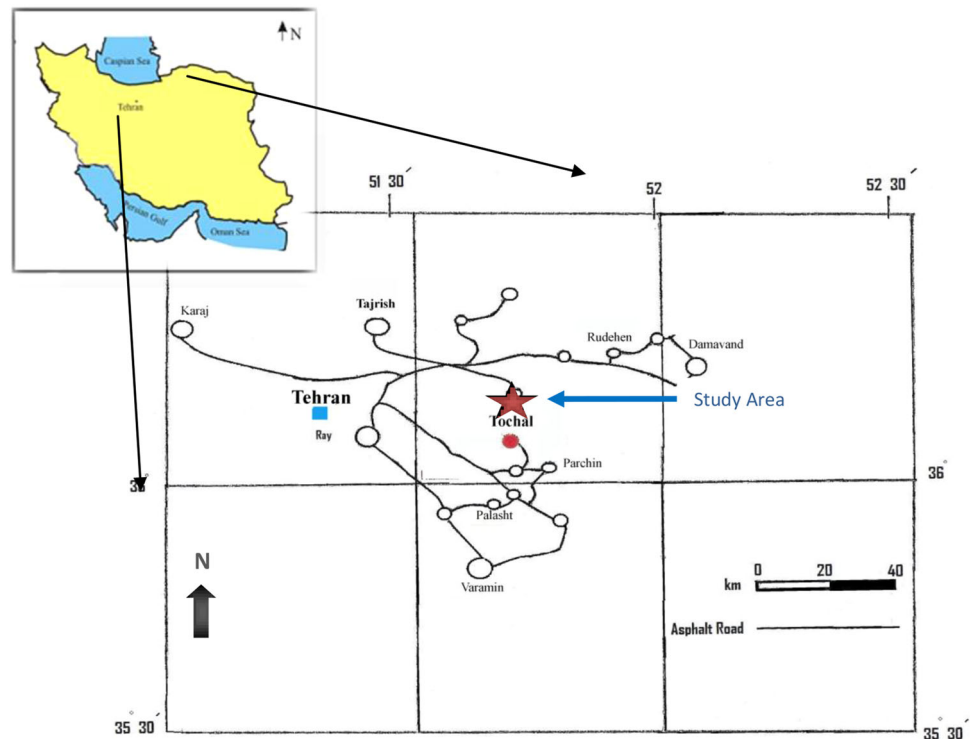 N
Caspian Sea
Tehran
Persian Gulf
Oman Sea
51 30´
52
52 30´
Karaj
Tajrish
Rudehen
Damavand
Tehran
Study Area
Tochal
Ray
Parchin
36°
36°
Palasht
N
Varamin
0 20 40
km
Asphalt Road
35 30´
35 30´